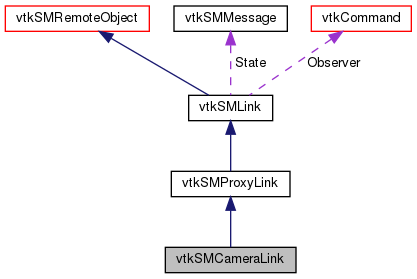 vtkSMRemoteObject
vtkSMMessage
vtkCommand
State
Observer
vtkSMLink
vtkSMProxyLink
vtkSMCameraLink